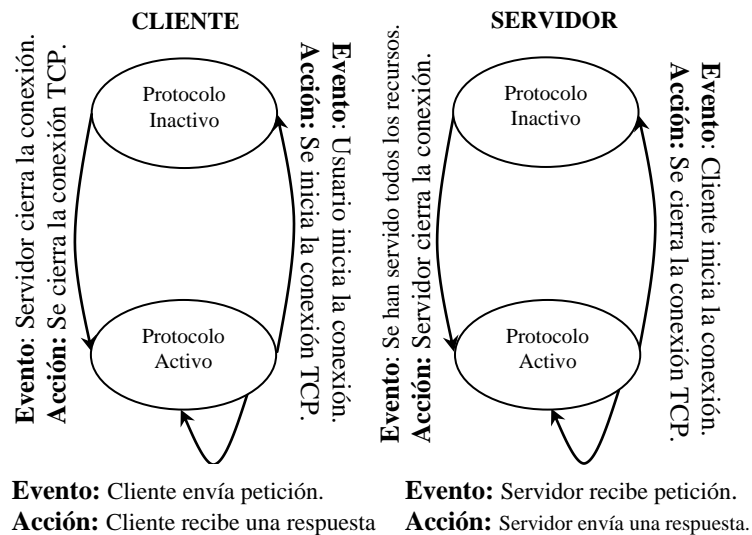 CLIENTE
Evento: Servidor cierra la conexión.
Acción: Se cierra la conexión TCP.
Protocolo
Inactivo
Evento: Usuario inicia la conexión.
Acción: Se inicia la conexión TCP.
Protocolo
Activo
Evento: Cliente envía petición.
Acción: Cliente recibe una respuesta
SERVIDOR
Evento: Se han servido todos los recursos.
Acción: Servidor cierra la conexión.
Protocolo
Inactivo
Evento: Cliente inicia la conexión.
Acción: Se cierra la conexión TCP.
Protocolo
Activo
Evento: Servidor recibe petición.
Acción: Servidor envía una respuesta.